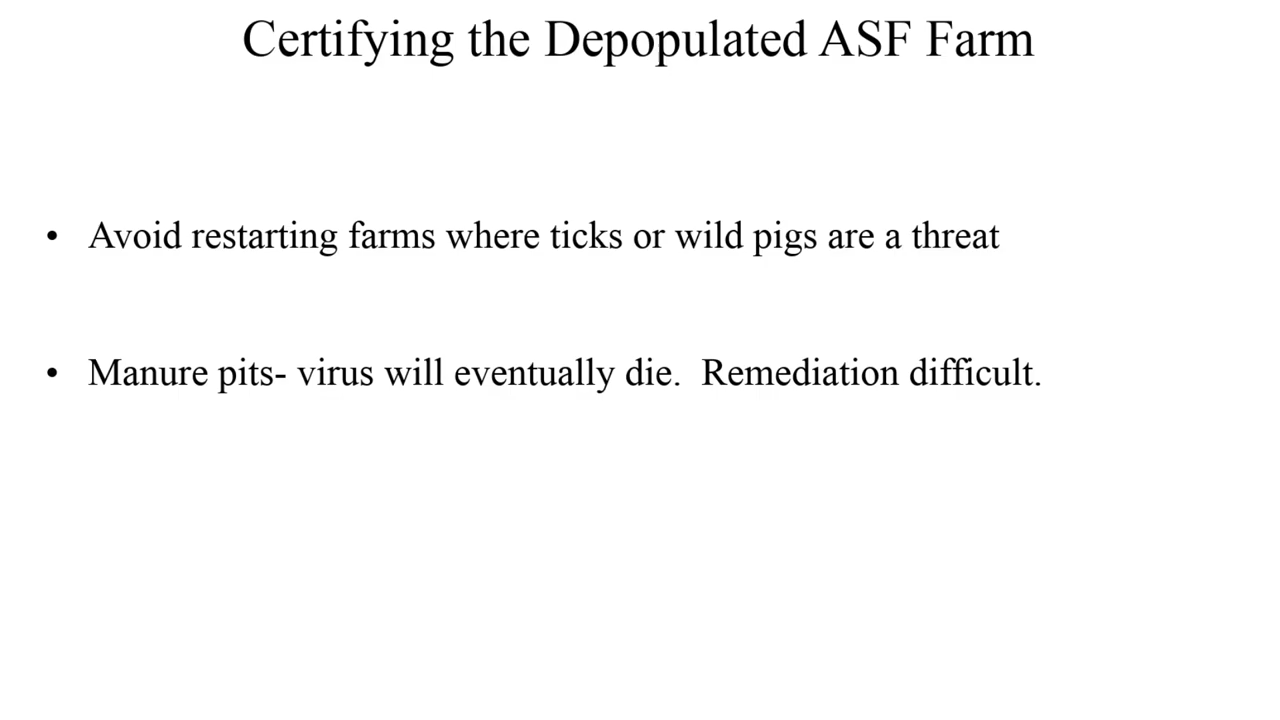 Certifying the Depopulated ASF Farm
• Avoid restarting farms where ticks or wild pigs are a threat
• Manure pits- virus will eventually die.  Remediation difficult.